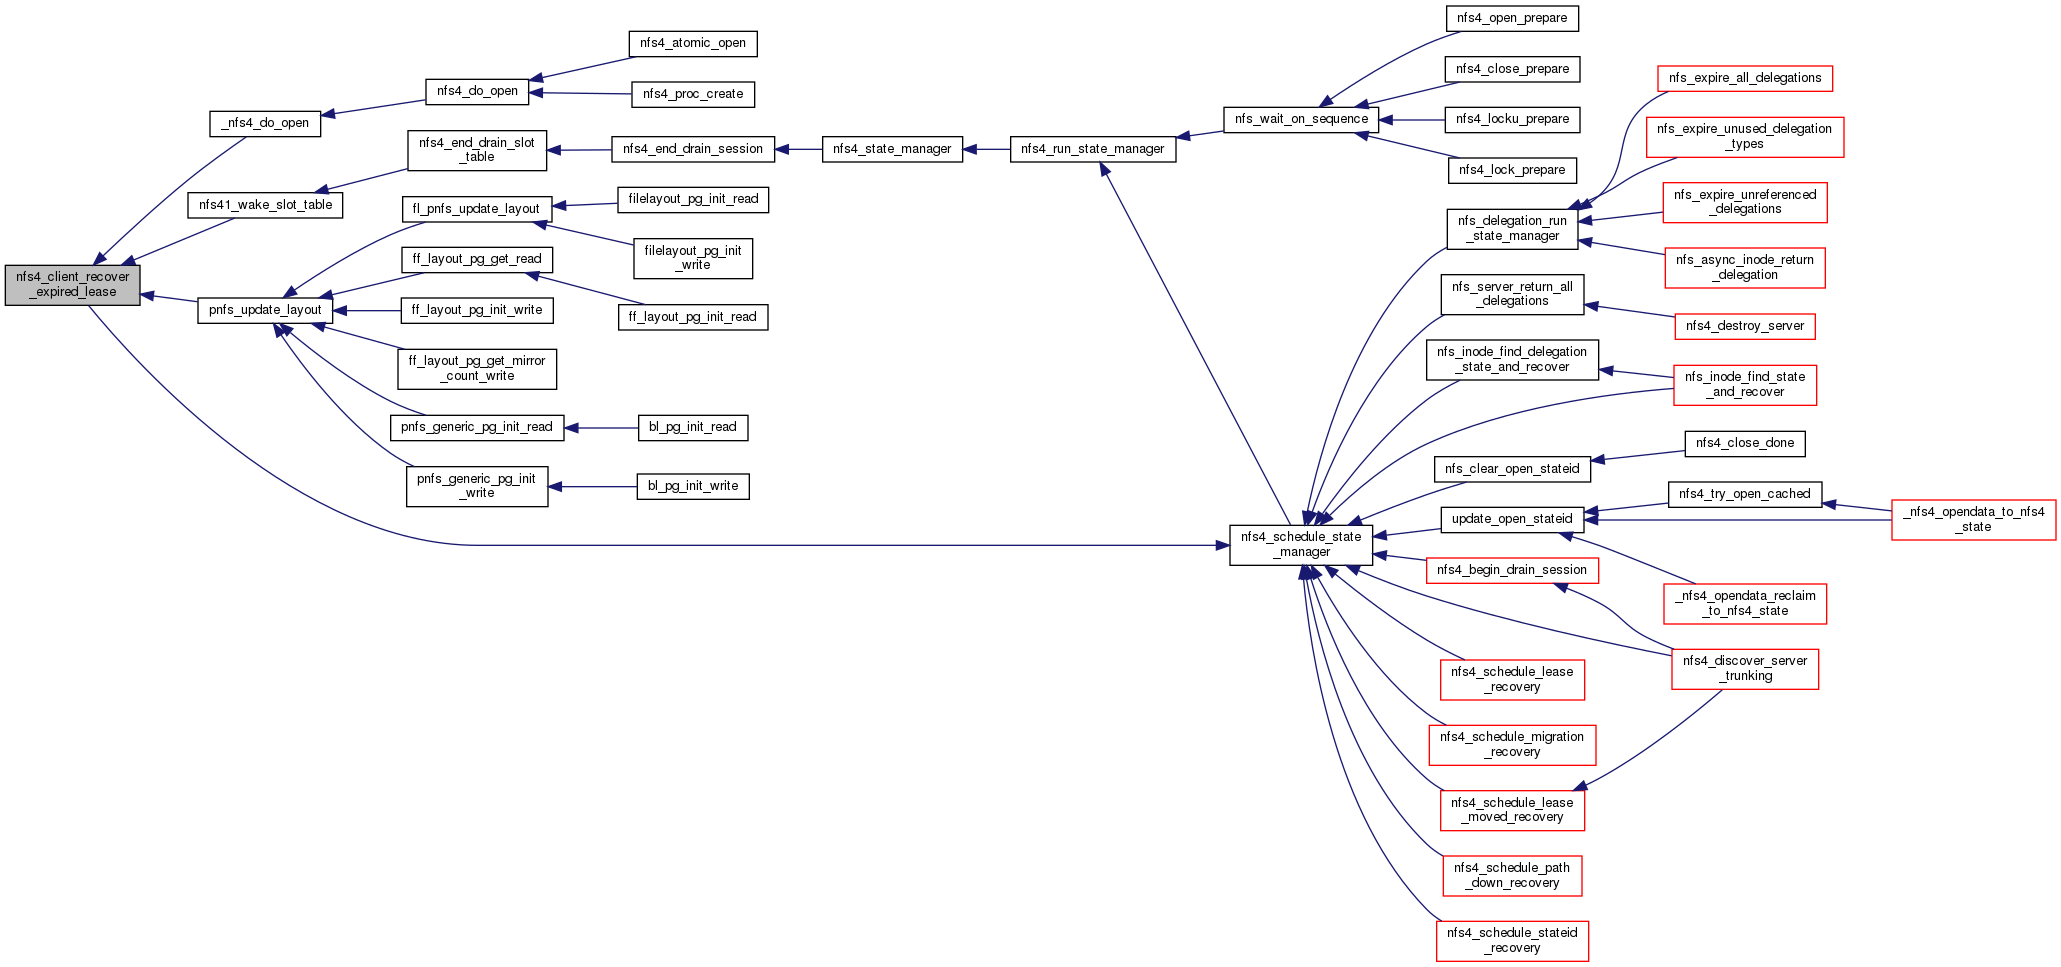 nfs4_client_recover
_expired_lease
_nfs4_do_open
nfs41_wake_slot_table
pnfs_update_layout
nfs4_do_open
nfs4_end_drain_slot
_table
fl_pnfs_update_layout
ff_layout_pg_get_read
ff_layout_pg_init_write
ff_layout_pg_get_mirror
_count_write
pnfs_generic_pg_init_read
pnfs_generic_pg_init
_write
nfs4_atomic_open
nfs4_proc_create
nfs4_end_drain_session
filelayout_pg_init_read
filelayout_pg_init
_write
ff_layout_pg_init_read
bl_pg_init_read
bl_pg_init_write
nfs4_state_manager
nfs4_run_state_manager
nfs_wait_on_sequence
nfs4_schedule_state
_manager
nfs4_open_prepare
nfs4_close_prepare
nfs4_locku_prepare
nfs4_lock_prepare
nfs_delegation_run
_state_manager
nfs_server_return_all
_delegations
nfs_inode_find_delegation
_state_and_recover
nfs_clear_open_stateid
update_open_stateid
nfs4_begin_drain_session
nfs4_schedule_lease
_recovery
nfs4_schedule_migration
_recovery
nfs4_schedule_lease
_moved_recovery
nfs4_schedule_path
_down_recovery
nfs4_schedule_stateid
_recovery
nfs_expire_all_delegations
nfs_expire_unused_delegation
_types
nfs_expire_unreferenced
_delegations
nfs_async_inode_return
_delegation
nfs4_destroy_server
nfs_inode_find_state
_and_recover
nfs4_close_done
nfs4_try_open_cached
_nfs4_opendata_reclaim
_to_nfs4_state
nfs4_discover_server
_trunking
_nfs4_opendata_to_nfs4
_state